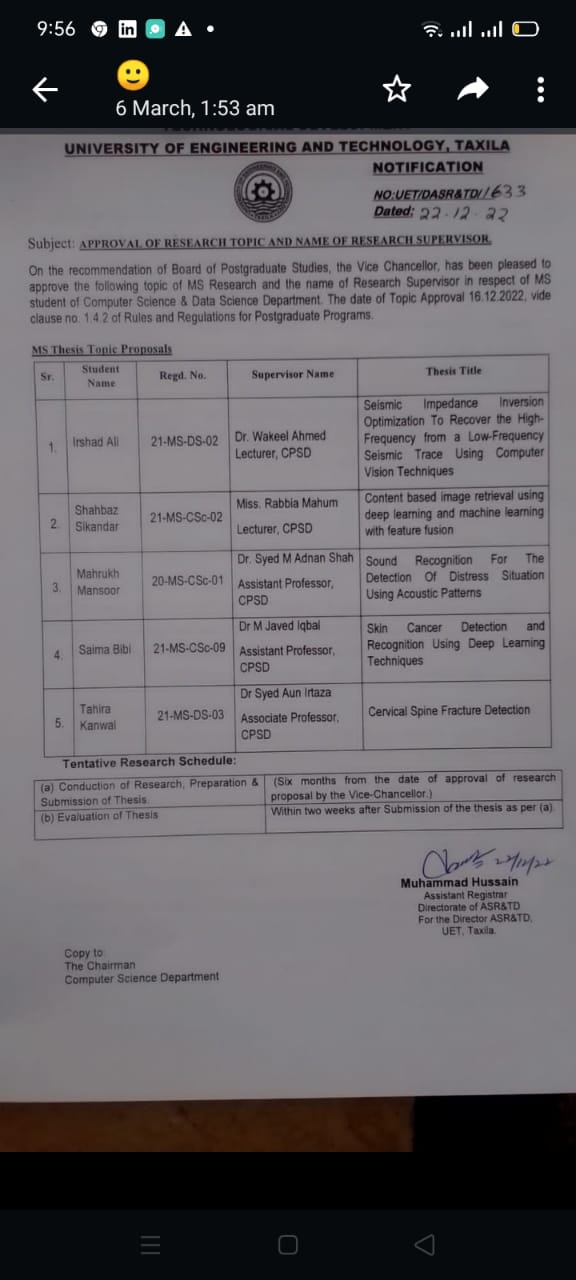 9:56
6 March, 1:53 am
UNIVERSITY OF ENGINEERING AND TECHNOLOGY, TAXILA
NOTIFICATION
NO:UET/DASR&TD/1633
Dated: 22-12-22
Subject: APPROVAL OF RESEARCH TOPIC AND NAME OF RESEARCH SUPERVISOR.
On the recommendation of Board of Postgraduate Studies, the Vice Chancellor, has been pleased to
approve the following topic of MS Research and the name of Research Supervisor in respect of MS
student of Computer Science & Data Science Department. The date of Topic Approval 16.12.2022, vide
clause no. 1.4.2 of Rules and Regulations for Postgraduate Programs.
MS Thesis Topic Proposals
Sr.
Student
Name
Regd. No.
Supervisor Name
Thesis Title
1.
Irshad Ali
21-MS-DS-02
Dr. Wakeel Ahmed
Lecturer, CPSD
Seismic Impedance Inversion
Optimization To Recover the High-
Frequency from a Low-Frequency
Seismic Trace Using Computer
Vision Techniques
2.
Shahbaz
Sikandar
21-MS-CSc-02
Miss. Rabbia Mahum
Lecturer, CPSD
Content based image retrieval using
deep learning and machine learning
with feature fusion
3.
Mahrukh
Mansoor
20-MS-CSc-01
Dr. Syed M Adnan Shah
Assistant Professor,
CPSD
Sound Recognition For The
Detection Of Distress Situation
Using Acoustic Patterns
4.
Saima Bibi
21-MS-CSc-09
Dr M Javed Iqbal
Assistant Professor,
CPSD
Skin Cancer Detection and
Recognition Using Deep Learning
Techniques
5.
Tahira
Kanwal
21-MS-DS-03
Dr Syed Aun Irtaza
Associate Professor,
CPSD
Cervical Spine Fracture Detection
Tentative Research Schedule:
(a) Conduction of Research, Preparation &
Submission of Thesis
(Six months from the date of approval of research
proposal by the Vice-Chancellor.)
(b) Evaluation of Thesis
Within two weeks after Submission of the thesis as per (a).
22/12/22
Muhammad Hussain
Assistant Registrar
Directorate of ASR&TD
For the Director ASR&TD,
UET, Taxila.
Copy to:
The Chairman
Computer Science Department